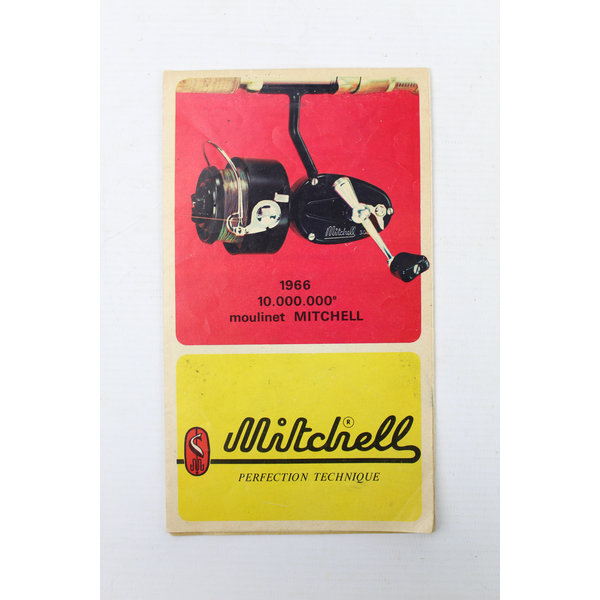 Mitchell
1966
10.000.000e
moulinet MITCHELL
Mitchell ®
PERFECTION TECHNIQUE